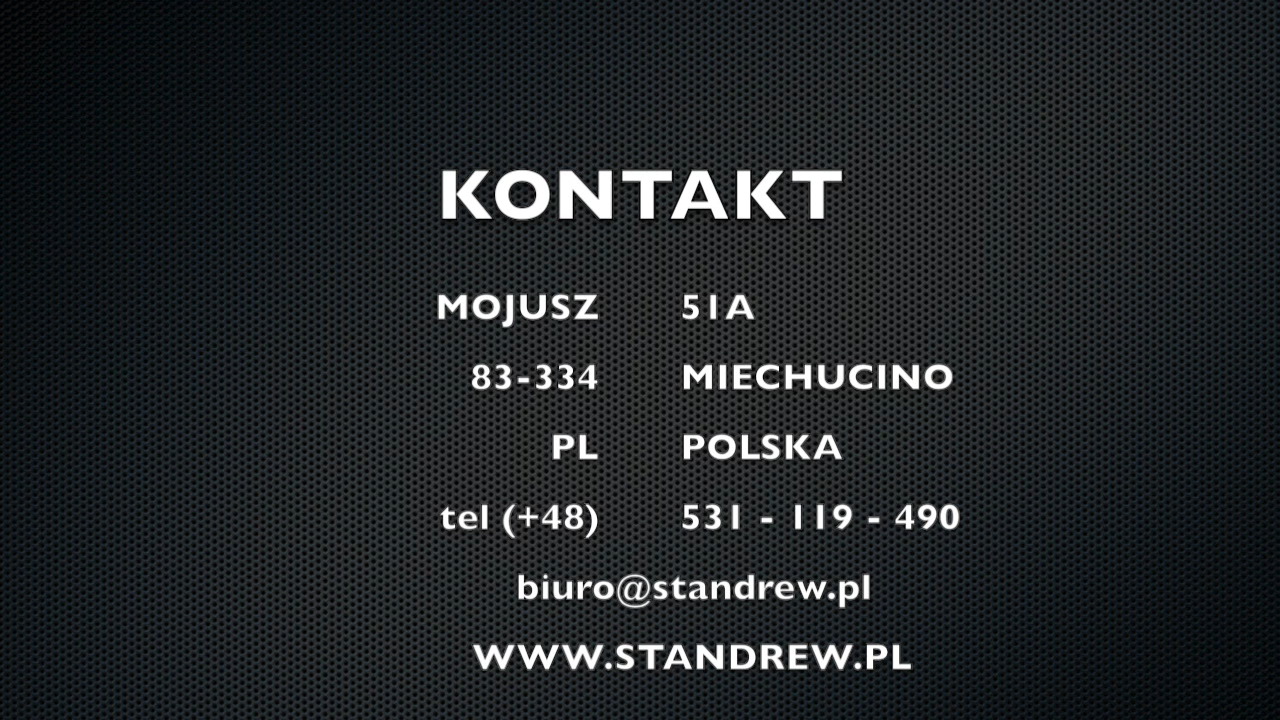 KONTAKT
MOJUSZ 51A
83-334 MIECHUCINO
PL POLSKA
tel (+48) 531 - 119 - 490
biuro@standrew.pl
WWW.STANDREW.PL